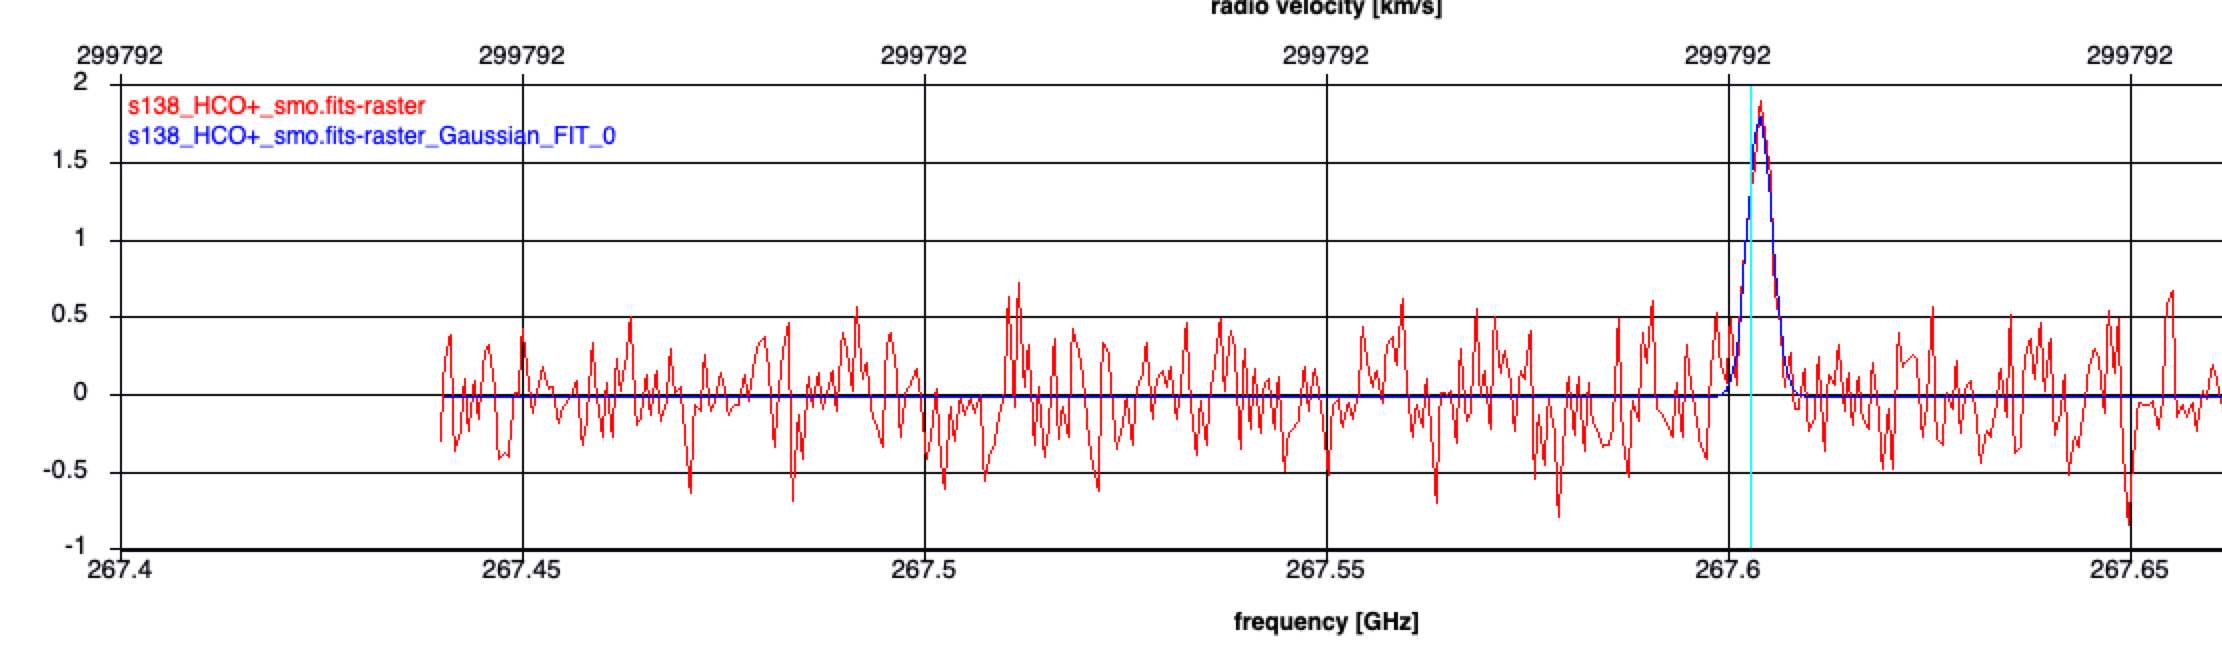 radio velocity [km/s]
299792 299792 299792 299792 299792 299792
2
s138_HCO+_smo.fits-raster
s138_HCO+_smo.fits-raster_Gaussian_FIT_0
1.5
1
0.5
0
-0.5
-1
267.4 267.45 267.5 267.55 267.6 267.65
frequency [GHz]